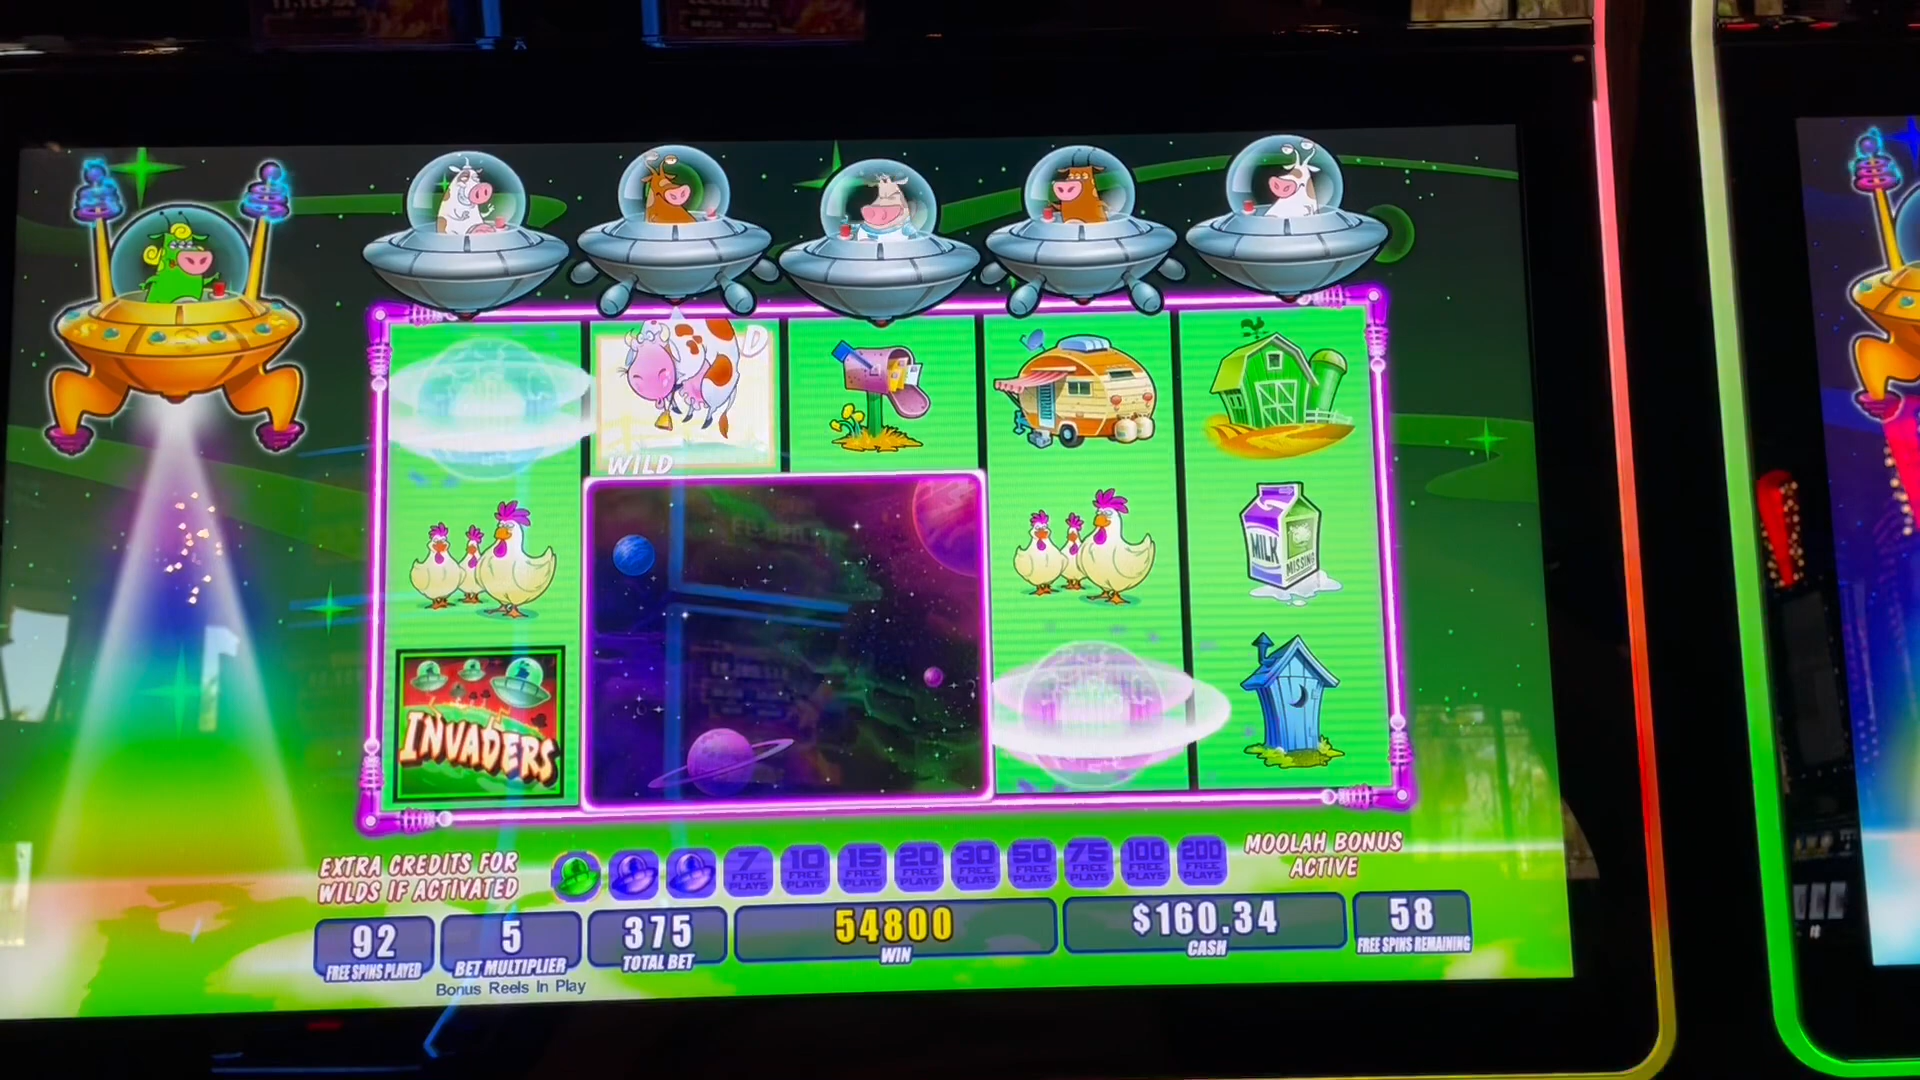 D
WILD
MILK
MISSING
INVADERS
EXTRA CREDITS FOR
WILDS IF ACTIVATED
7
FREE
PLAYS
10
FREE
PLAYS
15
FREE
PLAYS
20
FREE
PLAYS
30
FREE
PLAYS
50
FREE
PLAYS
75
FREE
PLAYS
100
FREE
PLAYS
200
FREE
PLAYS
MOOLAH BONUS
ACTIVE
92
FREE SPINS PLAYED
5
BET MULTIPLIER
375
TOTAL BET
54800
WIN
$160.34
CASH
58
FREE SPINS REMAINING
Bonus Reels In Play